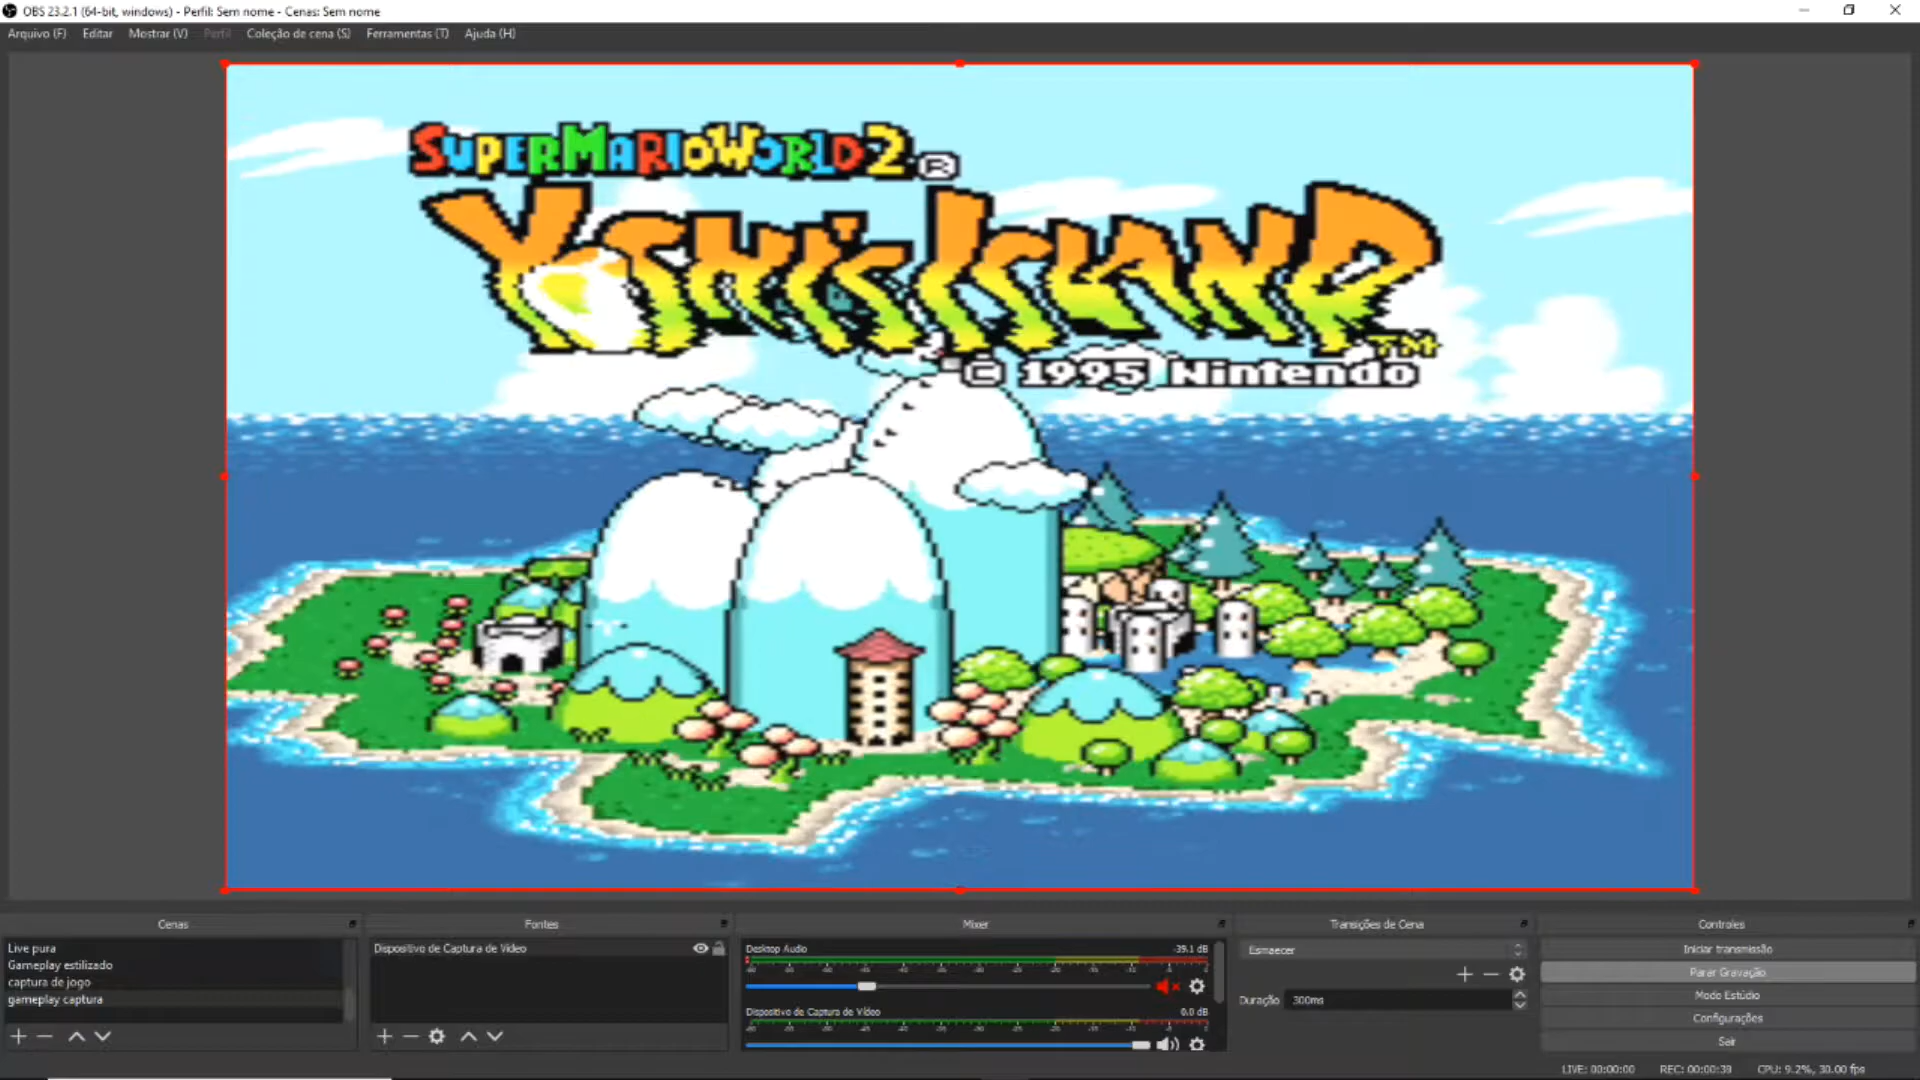 OBS 23.2.1 (64-bit, windows) - Perfil: Sem nome - Cenas: Sem nome
Arquivo (F) Editar Mostrar (V) Perfil Coleção de cena (S) Ferramentas (T) Ajuda (H)
SUPER MARIO WORLD 2 ®
YOSHI'S ISLAND
TM
© 1995 Nintendo
Cenas
Live pura
Gameplay estilizado
captura de jogo
gameplay captura
Fontes
Dispositivo de Captura de Vídeo
Mixer
Desktop Audio -39.1 dB
Dispositivo de Captura de Vídeo 0.0 dB
Transições de Cena
Esmaecer
Duração 300ms
Controles
Iniciar transmissão
Parar Gravação
Modo Estúdio
Configurações
Sair
LIVE: 00:00:00 REC: 00:00:39 CPU: 9.2%, 30.00 fps